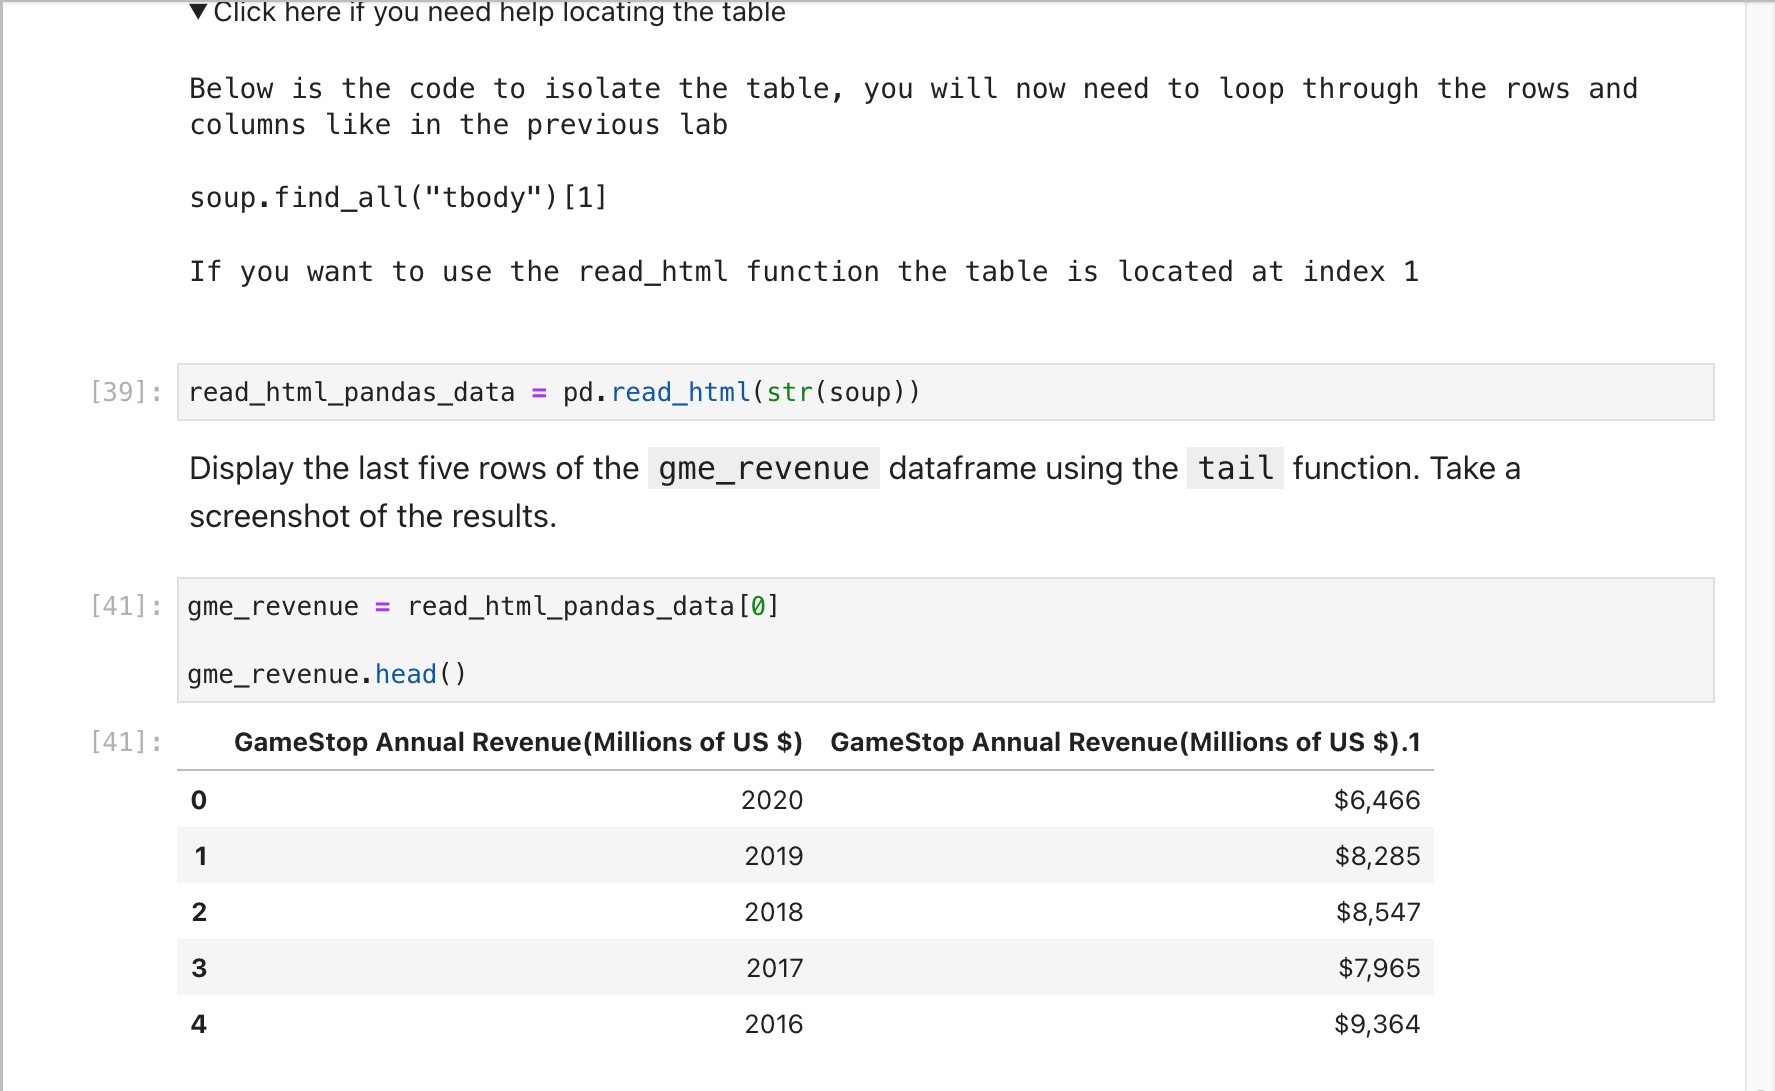 ▼ Click here if you need help locating the table
Below is the code to isolate the table, you will now need to loop through the rows and
columns like in the previous lab
soup.find_all("tbody")[1]
If you want to use the read_html function the table is located at index 1
[39]: read_html_pandas_data = pd.read_html(str(soup))
Display the last five rows of the gme_revenue dataframe using the tail function. Take a
screenshot of the results.
[41]: gme_revenue = read_html_pandas_data[0]
gme_revenue.head()
[41]: GameStop Annual Revenue(Millions of US $) GameStop Annual Revenue(Millions of US $).1
0 2020 $6,466
1 2019 $8,285
2 2018 $8,547
3 2017 $7,965
4 2016 $9,364